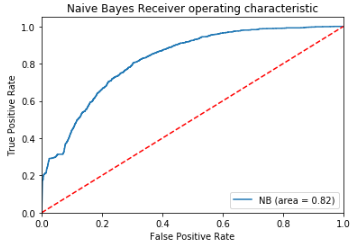 Naive Bayes Receiver operating characteristic
1.0
0.8
0.6
0.4
0.2
0.0
True Positive Rate
NB (area = 0.82)
0.0 0.2 0.4 0.6 0.8 1.0
False Positive Rate